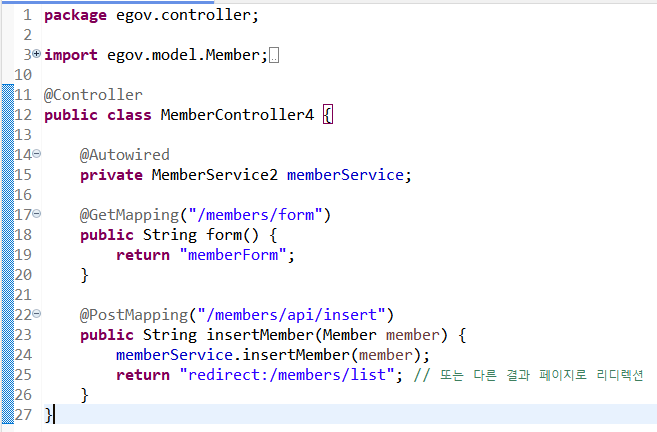 1 package egov.controller;
2
3 import egov.model.Member;
10
11 @Controller
12 public class MemberController4 {
13
14 @Autowired
15 private MemberService2 memberService;
16
17 @GetMapping("/members/form")
18 public String form() {
19 return "memberForm";
20 }
21
22 @PostMapping("/members/api/insert")
23 public String insertMember(Member member) {
24 memberService.insertMember(member);
25 return "redirect:/members/list"; // 또는 다른 결과 페이지로 리디렉션
26 }
27 }